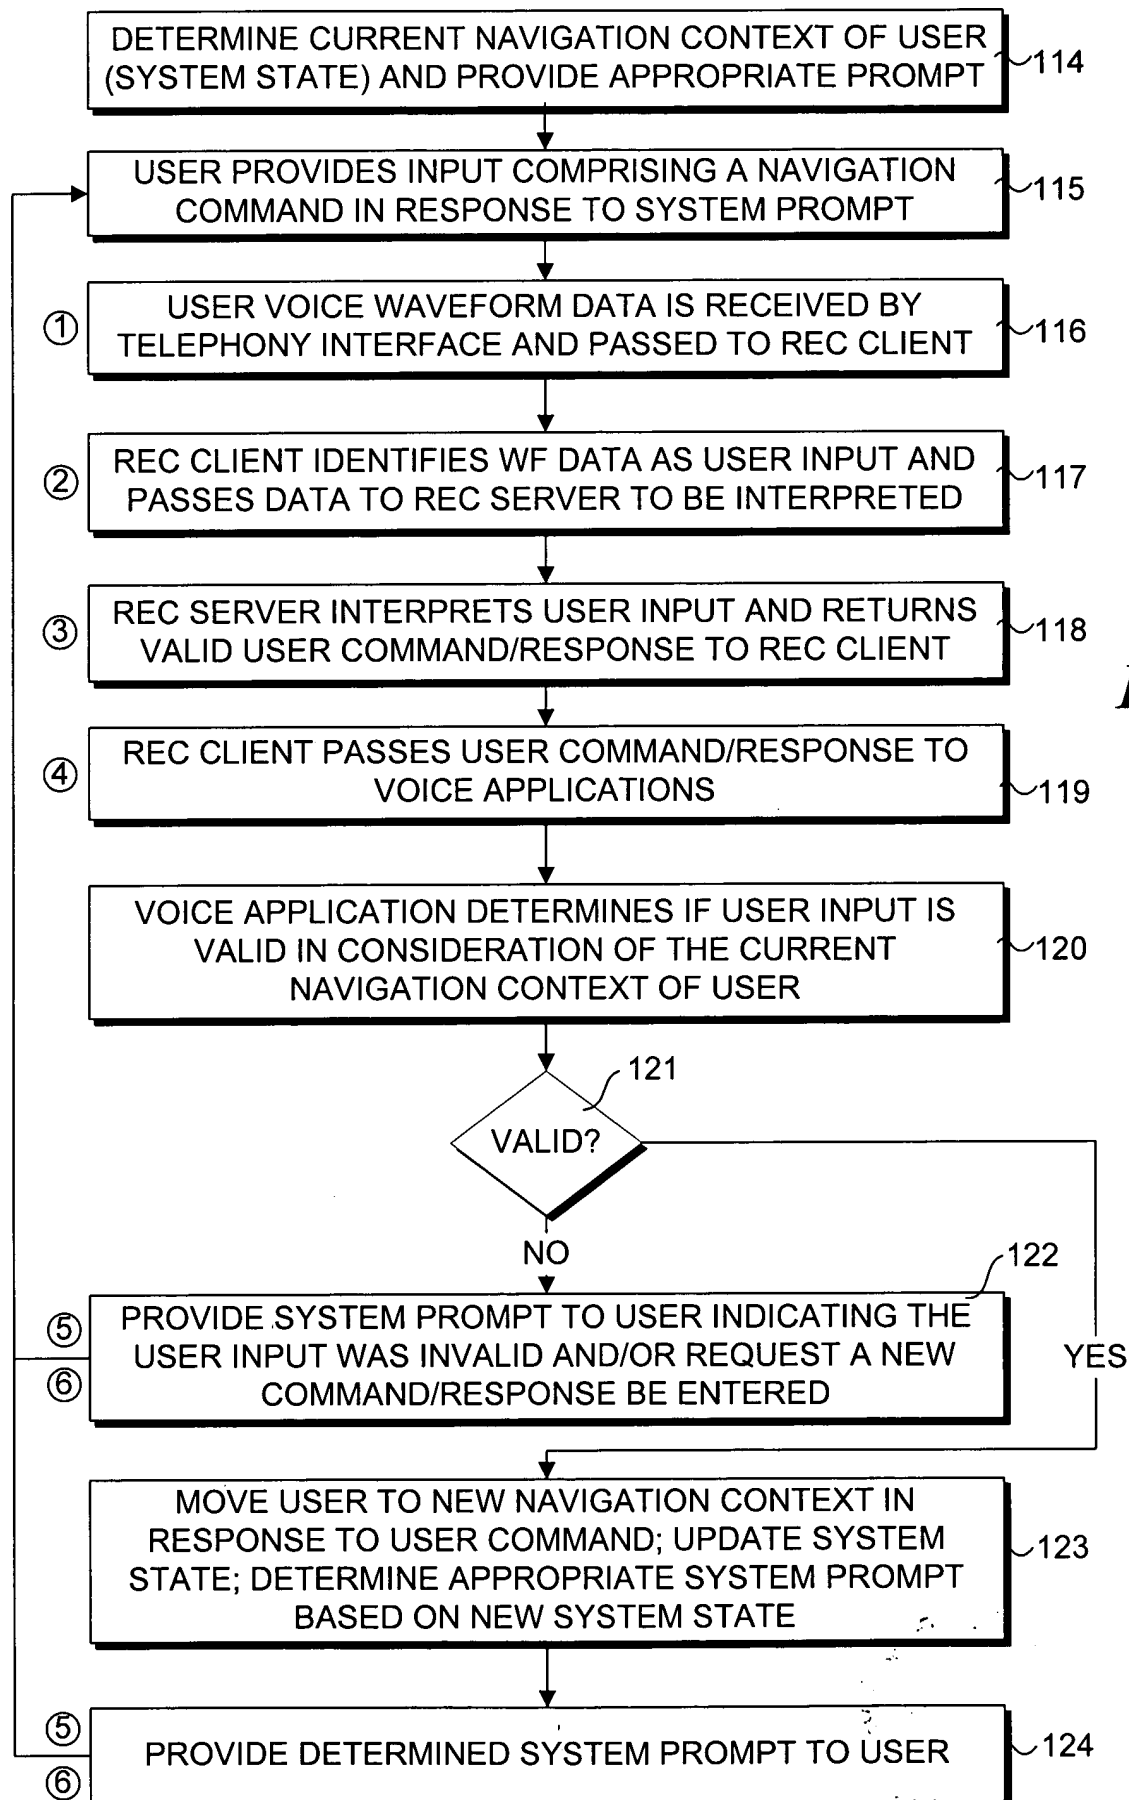 DETERMINE CURRENT NAVIGATION CONTEXT OF USER
(SYSTEM STATE) AND PROVIDE APPROPRIATE PROMPT
114
USER PROVIDES INPUT COMPRISING A NAVIGATION
COMMAND IN RESPONSE TO SYSTEM PROMPT
115
①
USER VOICE WAVEFORM DATA IS RECEIVED BY
TELEPHONY INTERFACE AND PASSED TO REC CLIENT
116
②
REC CLIENT IDENTIFIES WF DATA AS USER INPUT AND
PASSES DATA TO REC SERVER TO BE INTERPRETED
117
③
REC SERVER INTERPRETS USER INPUT AND RETURNS
VALID USER COMMAND/RESPONSE TO REC CLIENT
118
④
REC CLIENT PASSES USER COMMAND/RESPONSE TO
VOICE APPLICATIONS
119
VOICE APPLICATION DETERMINES IF USER INPUT IS
VALID IN CONSIDERATION OF THE CURRENT
NAVIGATION CONTEXT OF USER
120
121
VALID?
NO
YES
122
⑤
⑥
PROVIDE SYSTEM PROMPT TO USER INDICATING THE
USER INPUT WAS INVALID AND/OR REQUEST A NEW
COMMAND/RESPONSE BE ENTERED
MOVE USER TO NEW NAVIGATION CONTEXT IN
RESPONSE TO USER COMMAND; UPDATE SYSTEM
STATE; DETERMINE APPROPRIATE SYSTEM PROMPT
BASED ON NEW SYSTEM STATE
123
⑤
⑥
PROVIDE DETERMINED SYSTEM PROMPT TO USER
124